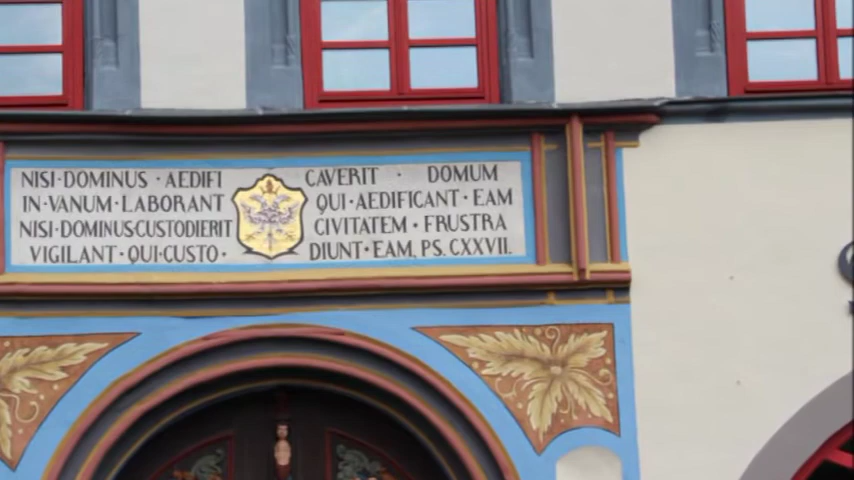 NISI·DOMINUS·AEDIFI CAVERIT · DOMUM
IN·VANUM·LABORANT QUI·AEDIFICANT·EAM
NISI·DOMINUS·CUSTODIERIT CIVITATEM·FRUSTRA
VIGILANT·QUI·CUSTO· DIUNT·EAM, PS. CXXVII.